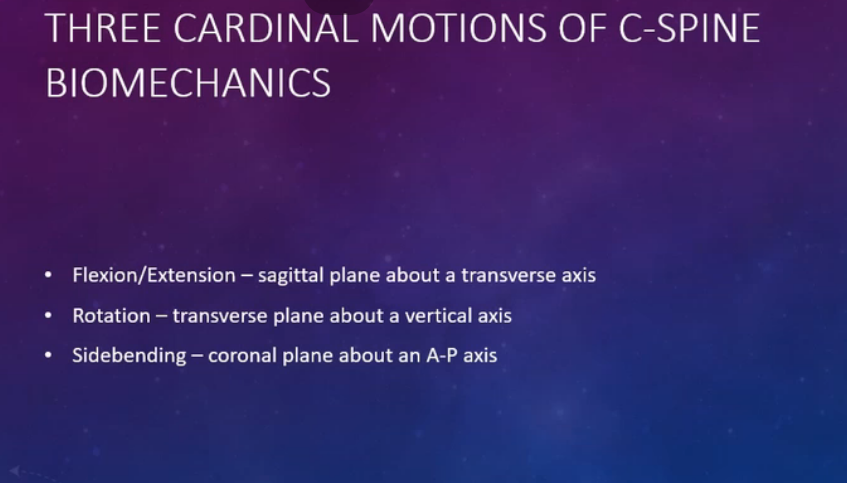 THREE CARDINAL MOTIONS OF C-SPINE
BIOMECHANICS
• Flexion/Extension – sagittal plane about a transverse axis
• Rotation – transverse plane about a vertical axis
• Sidebending – coronal plane about an A-P axis